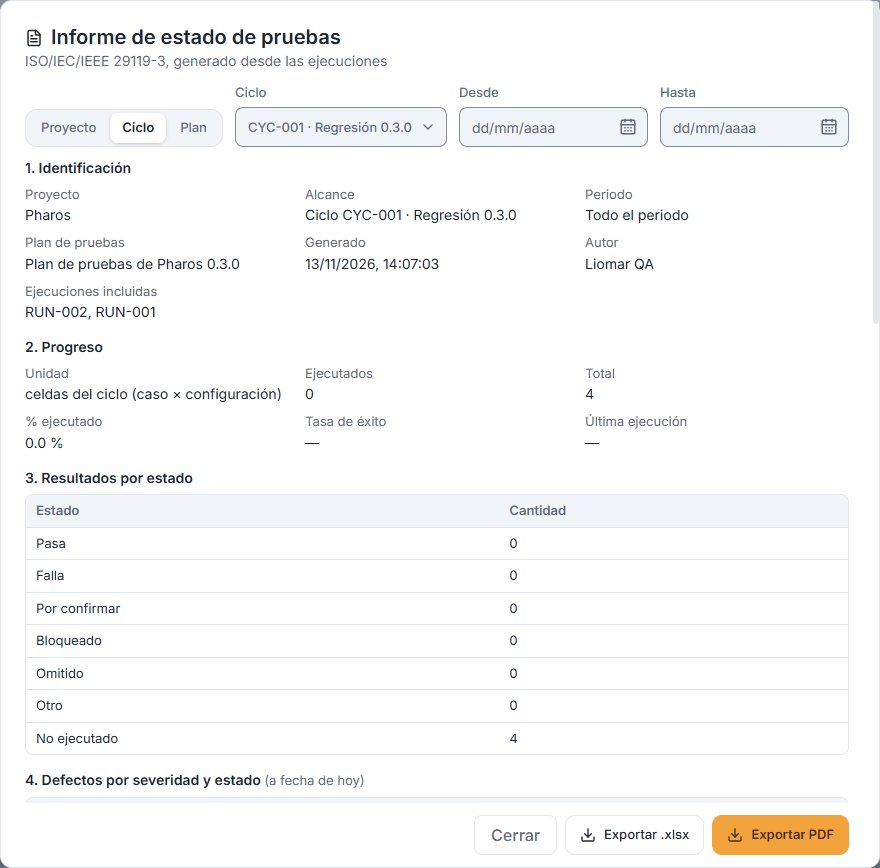 Informe de estado de pruebas
ISO/IEC/IEEE 29119-3, generado desde las ejecuciones
Ciclo Desde Hasta
Proyecto Ciclo Plan CYC-001 · Regresión 0.3.0 dd/mm/aaaa dd/mm/aaaa
1. Identificación
Proyecto Alcance Periodo
Pharos Ciclo CYC-001 · Regresión 0.3.0 Todo el periodo
Plan de pruebas Generado Autor
Plan de pruebas de Pharos 0.3.0 13/11/2026, 14:07:03 Liomar QA
Ejecuciones incluidas
RUN-002, RUN-001
2. Progreso
Unidad Ejecutados Total
celdas del ciclo (caso × configuración) 0 4
% ejecutado Tasa de éxito Última ejecución
0.0 % — —
3. Resultados por estado
Estado Cantidad
Pasa 0
Falla 0
Por confirmar 0
Bloqueado 0
Omitido 0
Otro 0
No ejecutado 4
4. Defectos por severidad y estado (a fecha de hoy)
Cerrar Exportar .xlsx Exportar PDF